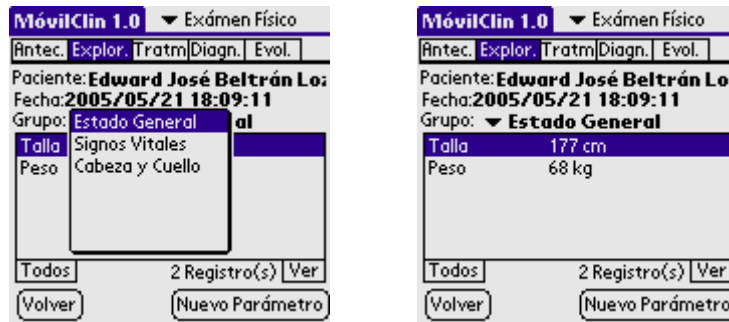 MóvilClin 1.0 Exámen Físico
Antec. Explor. Tratm Diagn. Evol.
Paciente: Edward José Beltrán Loz
Fecha: 2005/05/21 18:09:11
Grupo: Estado General al
Talla Signos Vitales
Peso Cabeza y Cuello
Todos 2 Registro(s) Ver
Volver Nuevo Parámetro
MóvilClin 1.0 Exámen Físico
Antec. Explor. Tratm Diagn. Evol.
Paciente: Edward José Beltrán Lo
Fecha: 2005/05/21 18:09:11
Grupo: Estado General
Talla 177 cm
Peso 68 kg
Todos 2 Registro(s) Ver
Volver Nuevo Parámetro